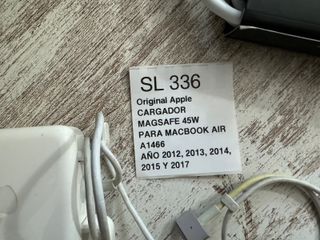 SL 336
Original Apple
CARGADOR
MAGSAFE 45W
PARA MACBOOK AIR
A1466
AÑO 2012, 2013, 2014,
2015 Y 2017